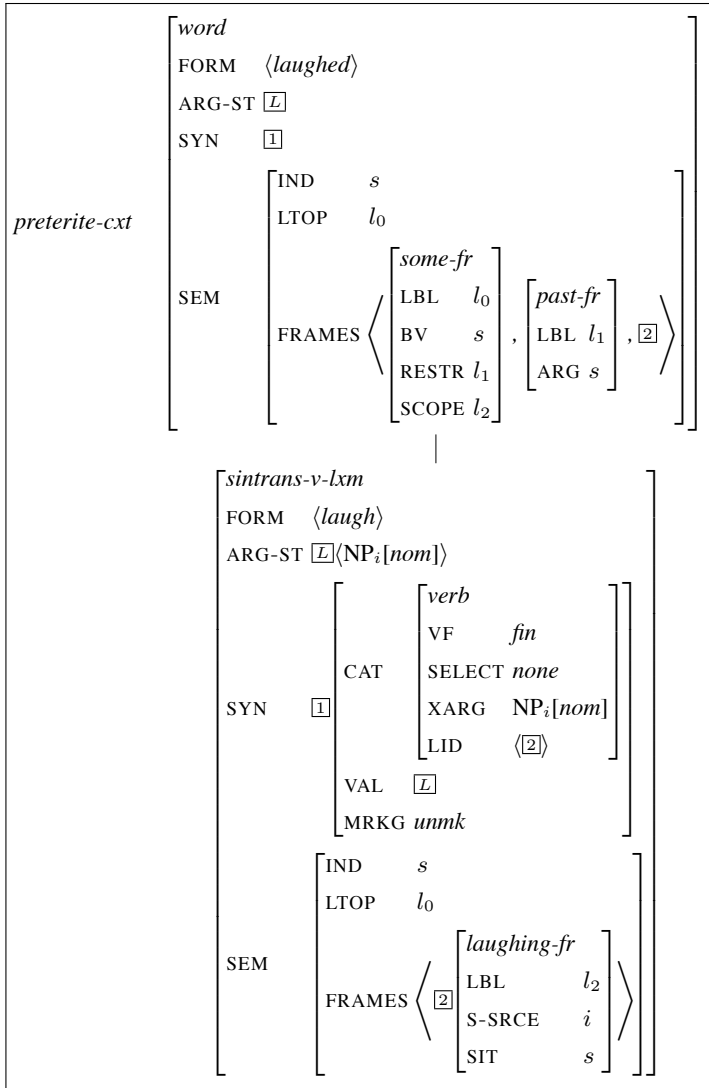 word
FORM ⟨laughed⟩
ARG-ST L
SYN 1
IND s
LTOP l0
preterite-cxt
some-fr
LBL l0
past-fr
SEM
BV s , LBL l1 , 2
FRAMES
RESTR l1 ARG s
SCOPE l2
sintrans-v-lxm
FORM ⟨laugh⟩
ARG-ST L⟨NPi[nom]⟩
verb
VF fin
CAT SELECT none
SYN 1 XARG NPi[nom]
LID ⟨2⟩
VAL L
MRKG unmk
IND s
LTOP l0
laughing-fr
SEM
LBL l2
FRAMES 2
S-SRCE i
SIT s